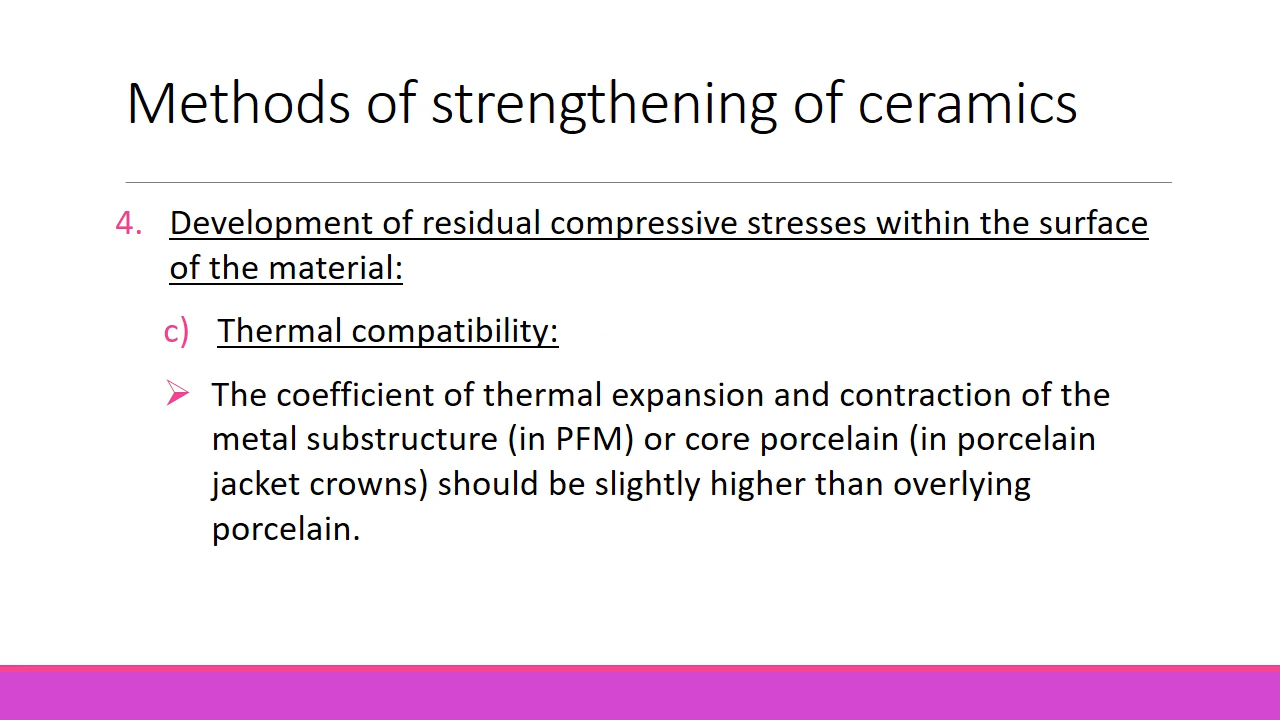 Methods of strengthening of ceramics
4. Development of residual compressive stresses within the surface
of the material:
c) Thermal compatibility:
➢ The coefficient of thermal expansion and contraction of the
metal substructure (in PFM) or core porcelain (in porcelain
jacket crowns) should be slightly higher than overlying
porcelain.